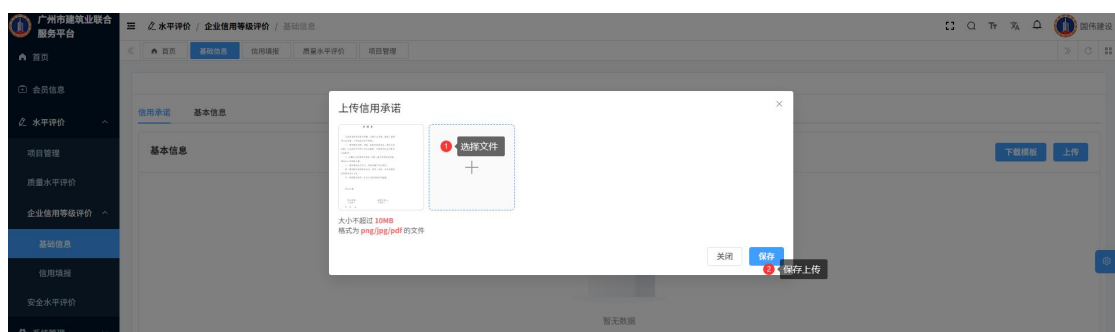 广州市建筑业联合服务平台
水平评价 / 企业信用等级评价 / 基础信息
国伟建设
首页
基础信息
信用填报
质量水平评价
项目管理
首页
会员信息
水平评价
项目管理
质量水平评价
企业信用等级评价
基础信息
信用填报
安全水平评价
信用承诺
基本信息
基本信息
下载模板
上传
上传信用承诺
1 选择文件
大小不超过 10MB
格式为 png/jpg/pdf 的文件
关闭
保存
2 保存上传
暂无数据